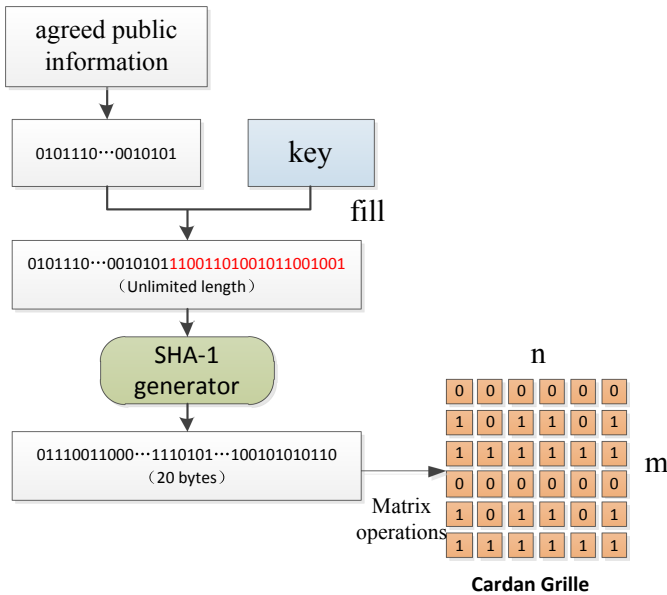 agreed public
information
0101110···0010101
key
fill
0101110···001010111001101001011001001
（Unlimited length）
SHA-1
generator
01110011000···1110101···100101010110
（20 bytes）
Matrix
operations
n
0 0 0 0 0 0
1 0 1 1 0 1
1 1 1 1 1 1
0 0 0 0 0 0
1 0 1 1 0 1
1 1 1 1 1 1
m
Cardan Grille